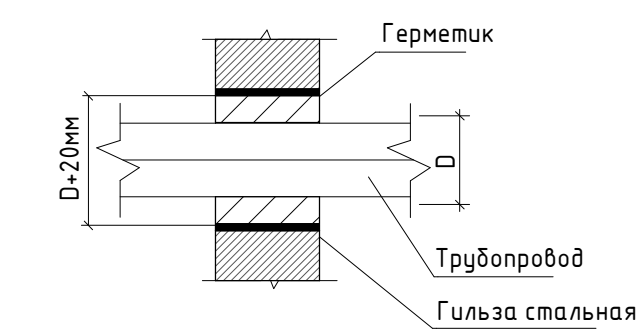 Герметик
D+20мм
D
Трубопровод
Гильза стальная